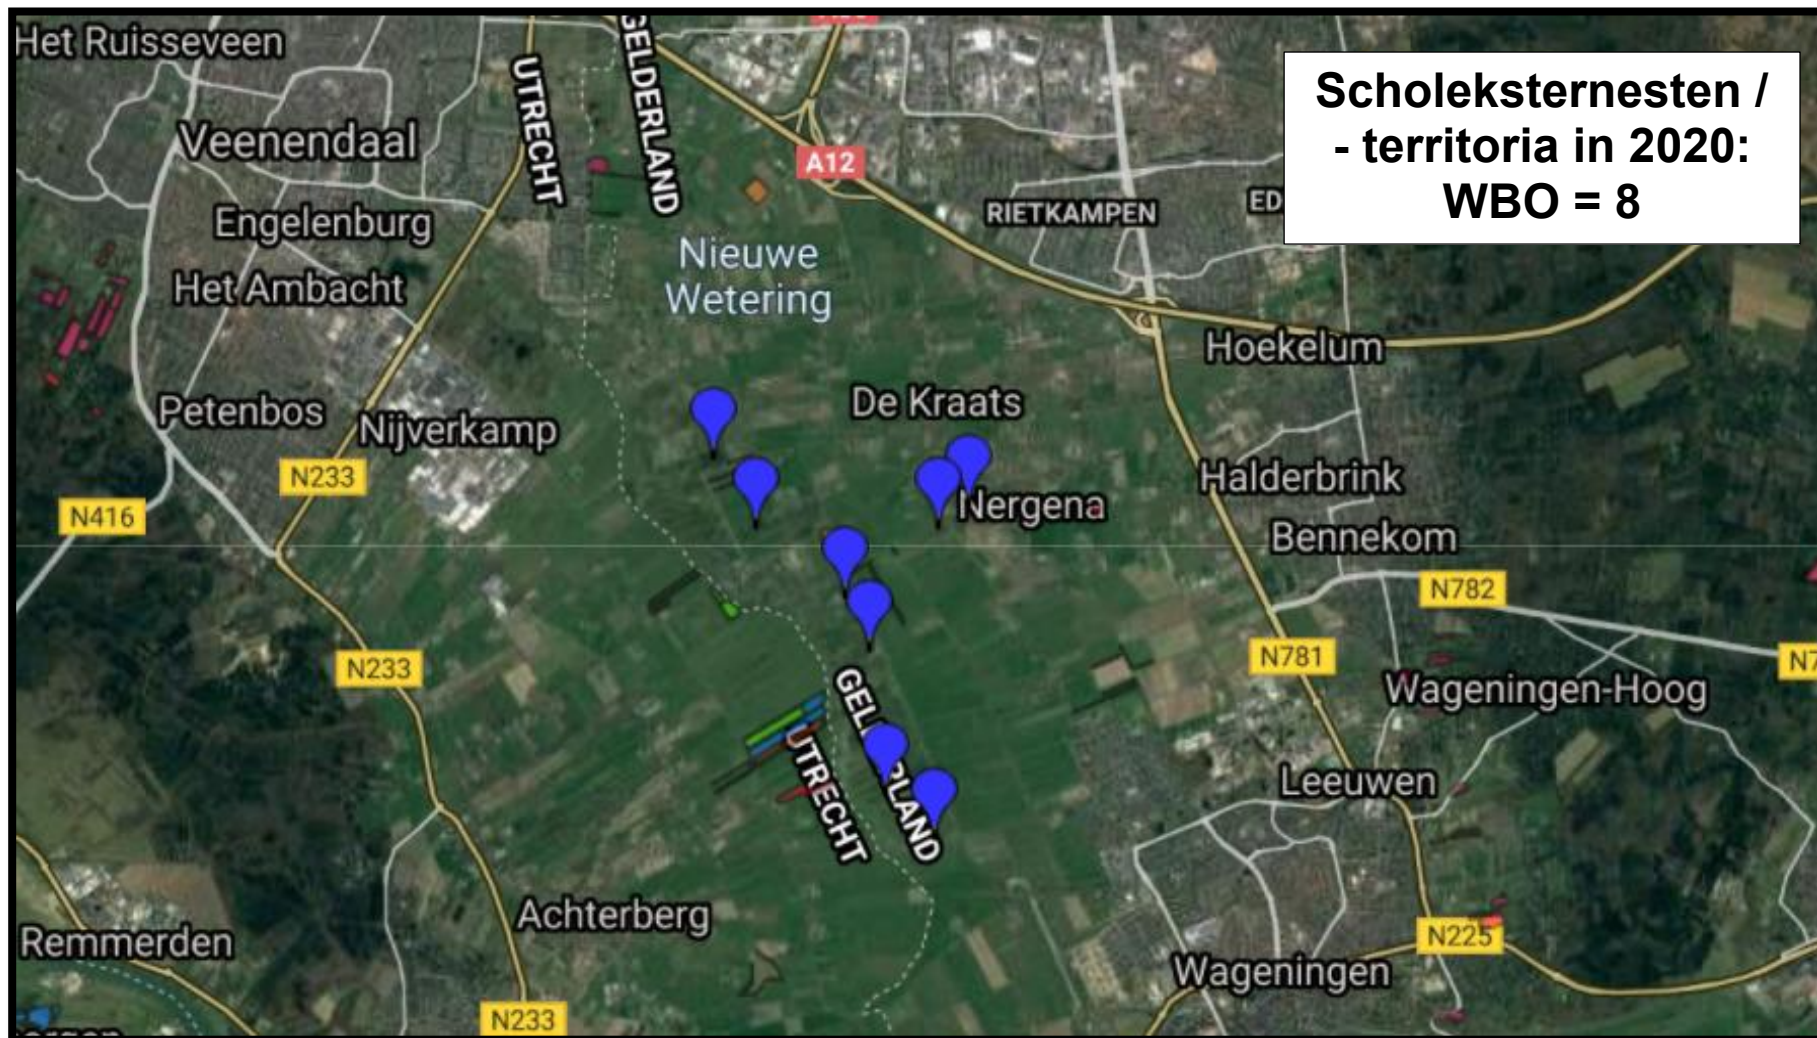 Het Ruisseveen
UTRECHT
GELDERLAND
Scholeksternesten /
- territoria in 2020:
WBO = 8
Veenendaal
A12
RIETKAMPEN
ED
Engelenburg
Nieuwe
Wetering
Het Ambacht
Hoekelum
De Kraats
Petenbos
Nijverkamp
N233
Halderbrink
Nergena
N416
Bennekom
N782
N233
N781
N7
Wageningen-Hoog
GEL
RLAND
UTRECHT
Leeuwen
Achterberg
N225
Remmerden
Wageningen
N233